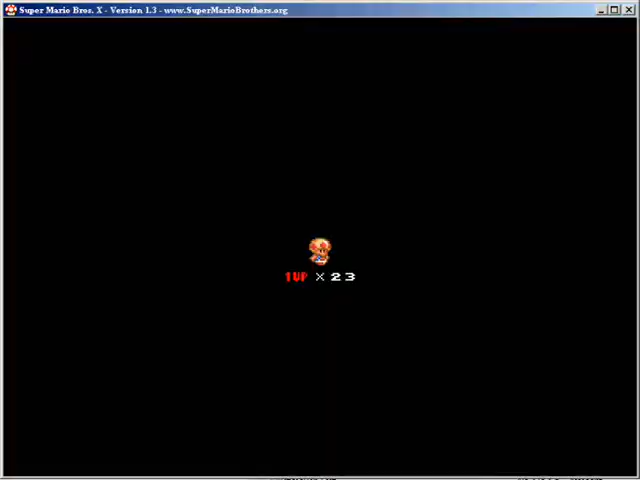 Super Mario Bros. X - Version 1.3 - www.SuperMarioBrothers.org
1UP X 23